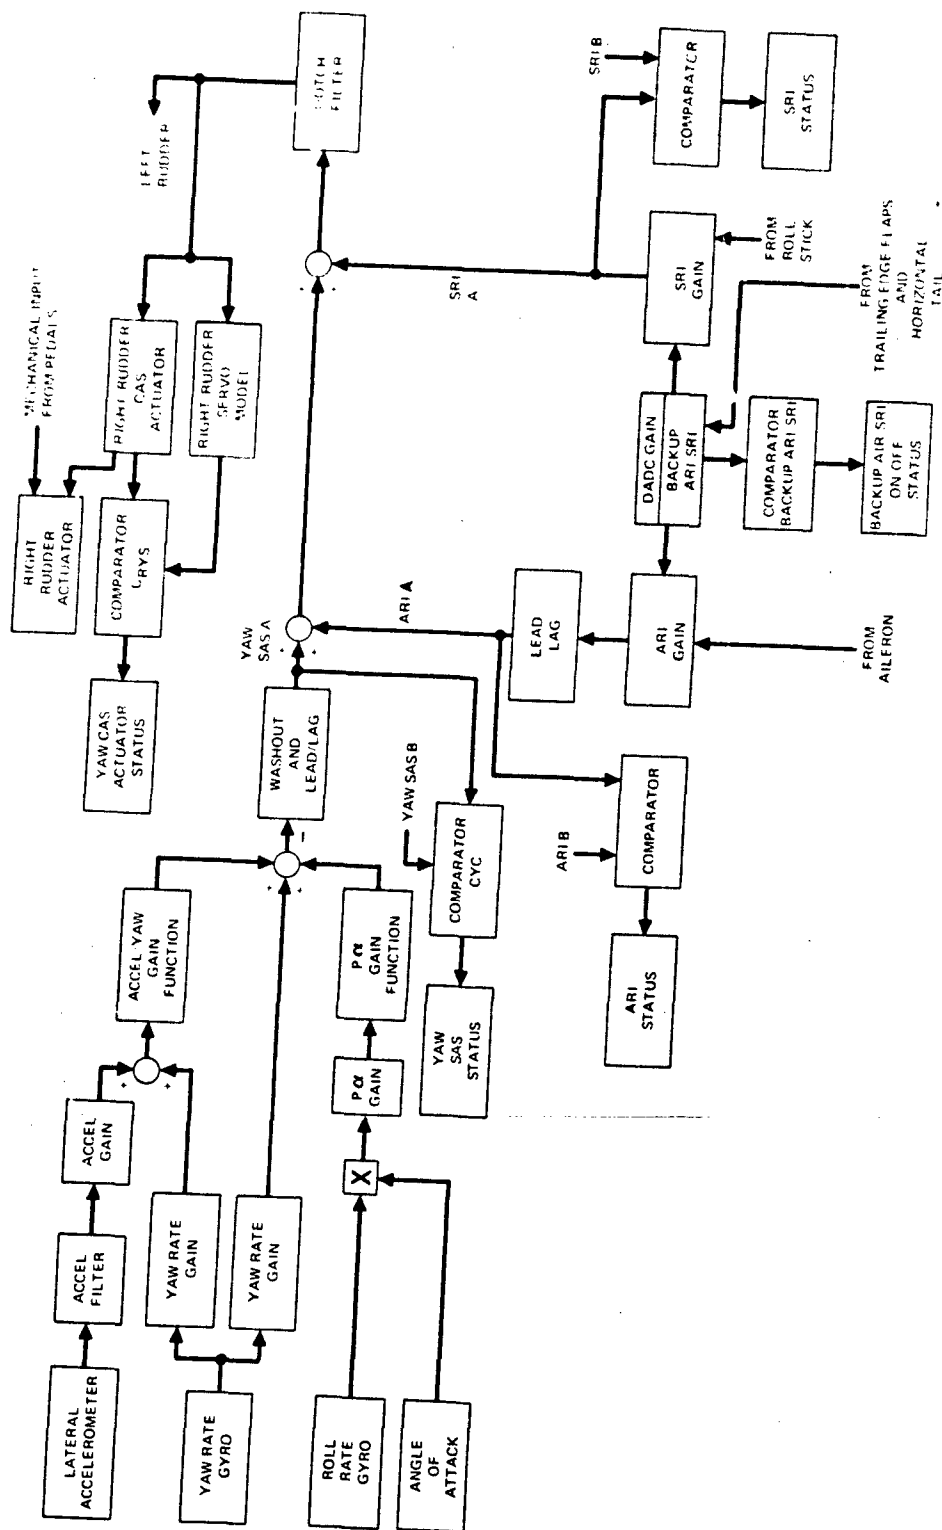 MECHANICAL INPUT
FROM PEDALS
LEFT
RUDDER
RIGHT
RUDDER
ACTUATOR
RIGHT RUDDER
CAS
ACTUATOR
RIGHT RUDDER
SERVO
MODEL
FILTER
COMPARATOR
YAW CAS
ACTUATOR
STATUS
LATERAL
ACCELEROMETER
ACCEL
FILTER
ACCEL
GAIN
ACCEL YAW
GAIN
FUNCTION
YAW RATE
GYRO
YAW RATE
GAIN
YAW RATE
GAIN
+
+
+
+
−
WASHOUT
AND
LEAD/LAG
YAW
SAS A
+
+
+
+
ROLL
RATE
GYRO
ANGLE
OF
ATTACK
X
Pα
GAIN
Pα
GAIN
FUNCTION
YAW SAS B
COMPARATOR
CYC
YAW
SAS
STATUS
ARI A
SRI
A
SRI B
COMPARATOR
SRI
STATUS
LEAD
LAG
ARI
GAIN
FROM
AILERON
DADC GAIN
BACKUP
ARI SRI
SRI
GAIN
FROM
ROLL
STICK
COMPARATOR
BACKUP ARI SRI
BACKUP AIR SRI
ON OFF
STATUS
FROM
TRAILING EDGE FLAPS
AND
HORIZONTAL
TAIL
ARI B
COMPARATOR
ARI
STATUS